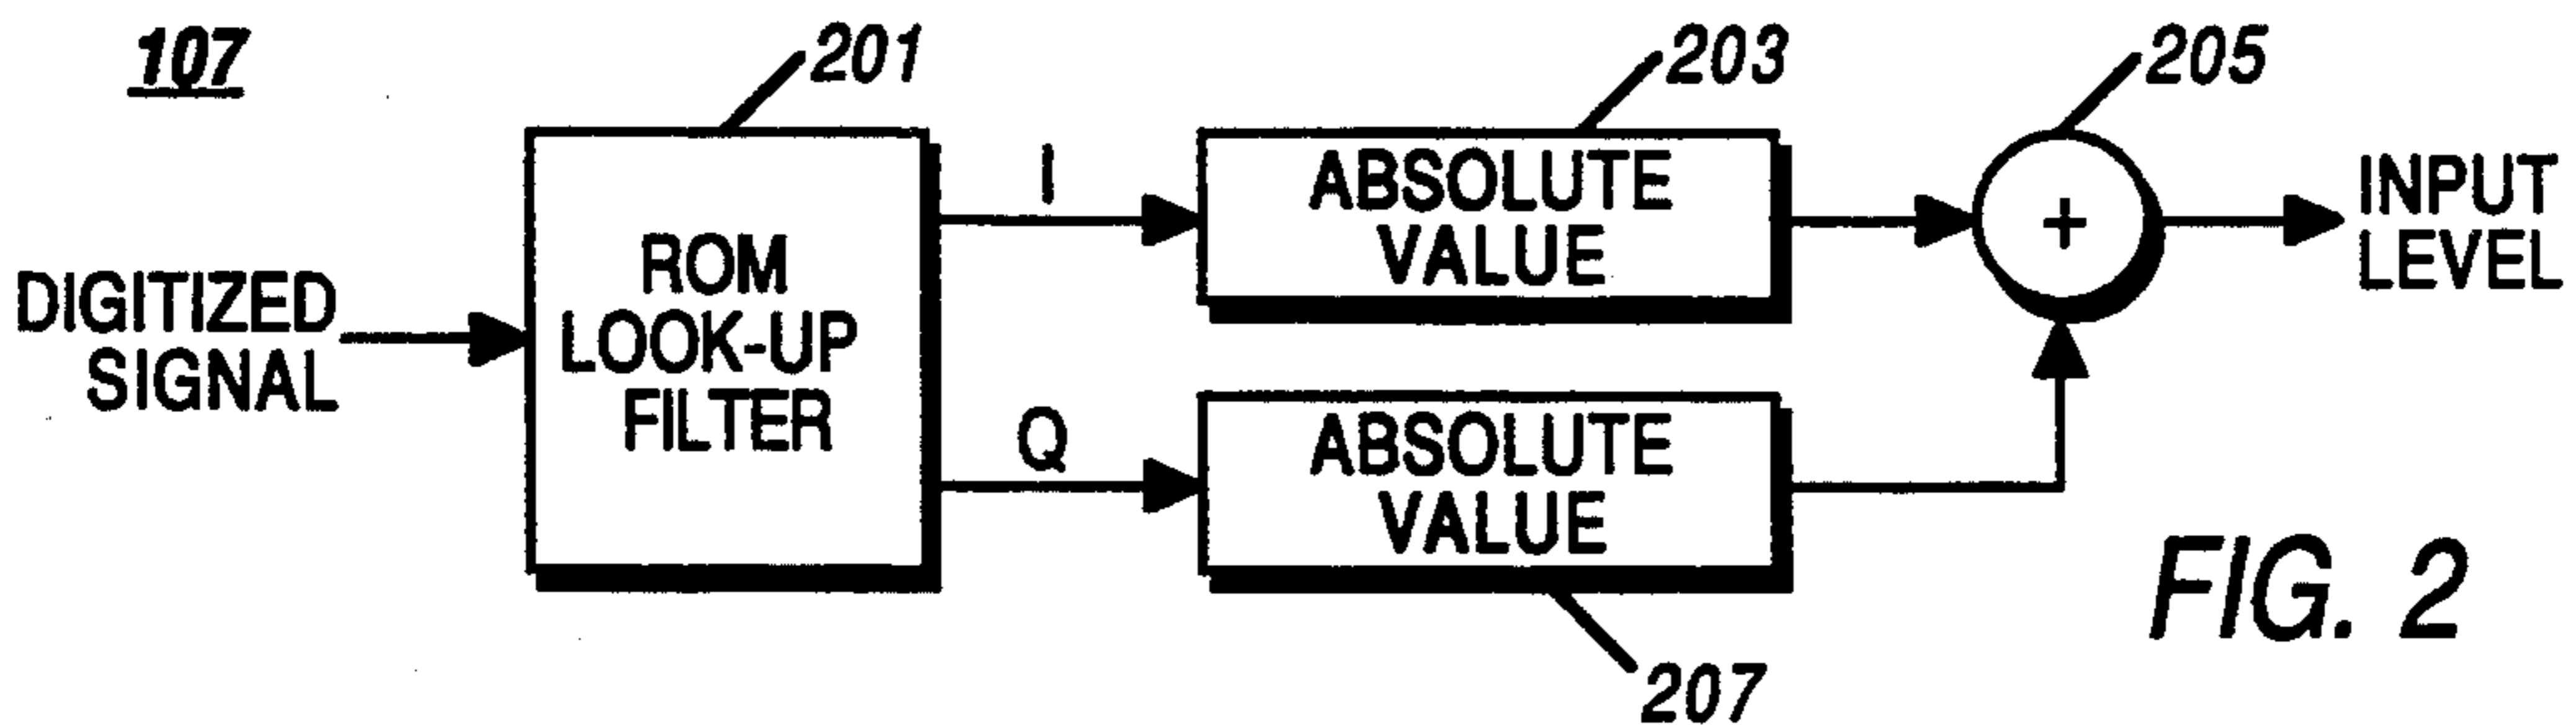 107
201
203
205
I
ABSOLUTE
VALUE
+
INPUT
LEVEL
DIGITIZED
SIGNAL
ROM
LOOK-UP
FILTER
Q
ABSOLUTE
VALUE
207
FIG. 2